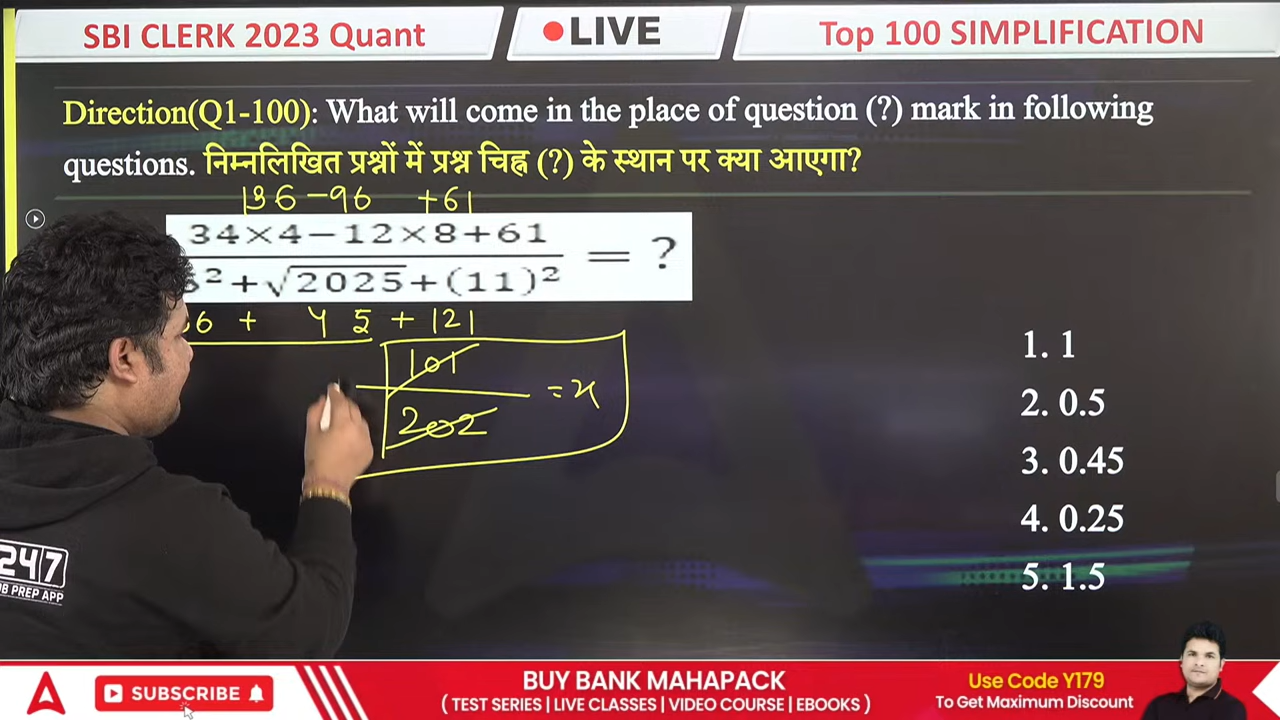 SBI CLERK 2023 Quant
LIVE
Top 100 SIMPLIFICATION
Direction(Q1-100): What will come in the place of question (?) mark in following
questions. निम्नलिखित प्रश्नों में प्रश्न चिह्न (?) के स्थान पर क्या आएगा?
136 - 96 + 61
34×4-12×8+61
²+√2025+(11)² = ?
6 + 45 + 121
101
202
= x
1. 1
2. 0.5
3. 0.45
4. 0.25
5. 1.5
247
PREP APP
SUBSCRIBE
BUY BANK MAHAPACK
( TEST SERIES | LIVE CLASSES | VIDEO COURSE | EBOOKS )
Use Code Y179
To Get Maximum Discount